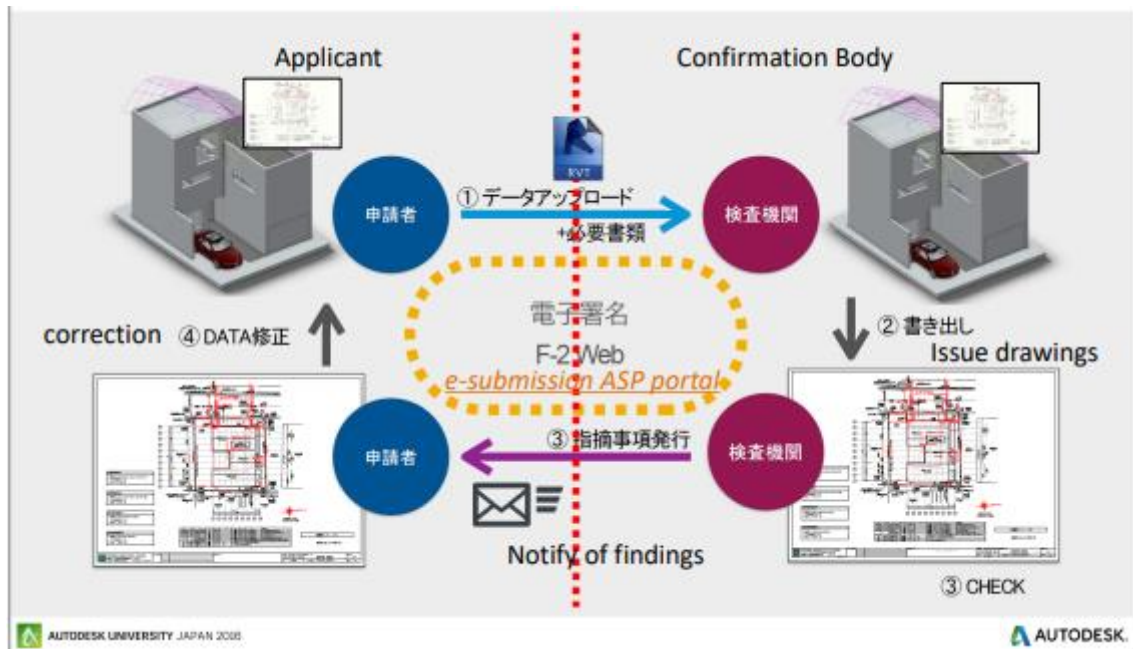 Applicant
Confirmation Body
RVT
① データアップロード
+必要書類
申請者
検査機関
電子署名
F-2 Web
e-submission ASP portal
correction
④ DATA修正
② 書き出し
Issue drawings
申請者
③ 指摘事項発行
検査機関
Notify of findings
③ CHECK
AUTODESK UNIVERSITY JAPAN 2016
AUTODESK.